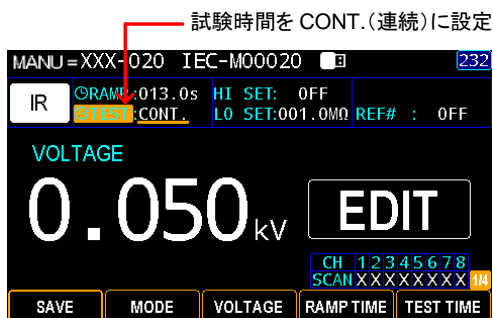 試験時間を CONT.(連続)に設定
MANU=XXX-020 IEC-M00020 232
IR RAMP:013.0s HI SET: OFF
TEST:CONT. LO SET:001.0MΩ REF# : OFF
VOLTAGE
0.050kV EDIT
CH 12345678
SCAN XXXXXXXX 1/4
SAVE MODE VOLTAGE RAMP TIME TEST TIME